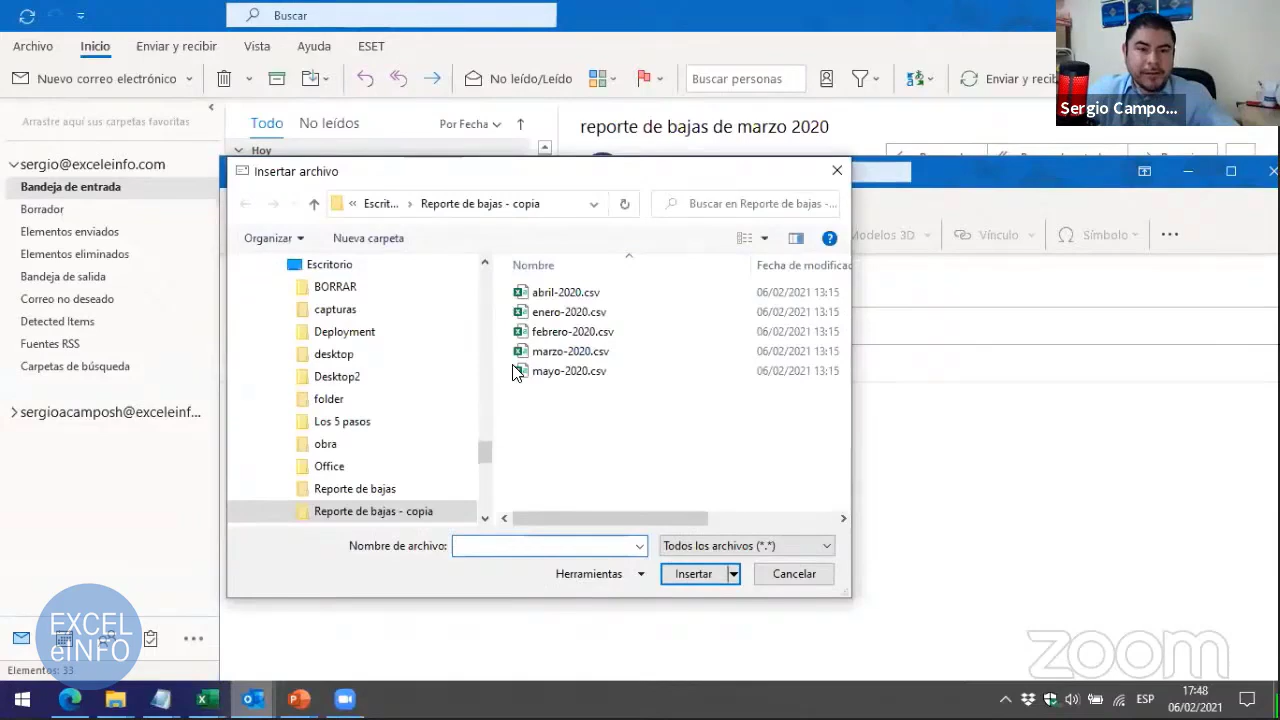 Buscar
Archivo
Inicio
Enviar y recibir
Vista
Ayuda
ESET
Nuevo correo electrónico
No leído/Leído
Buscar personas
Enviar y recib
Sergio Campo...
Arrastre aquí sus carpetas favoritas
Todo
No leídos
Por Fecha
reporte de bajas de marzo 2020
Hoy
sergio@exceleinfo.com
Bandeja de entrada
Borrador
Elementos enviados
Elementos eliminados
Bandeja de salida
Correo no deseado
Detected Items
Fuentes RSS
Carpetas de búsqueda
sergioacamposh@exceleinf...
Insertar archivo
« Escrit... › Reporte de bajas - copia
Buscar en Reporte de bajas -...
Organizar
Nueva carpeta
Modelos 3D
Vínculo
Símbolo
Escritorio
BORRAR
capturas
Deployment
desktop
Desktop2
folder
Los 5 pasos
obra
Office
Reporte de bajas
Reporte de bajas - copia
Nombre
Fecha de modificac
abril-2020.csv 06/02/2021 13:15
enero-2020.csv 06/02/2021 13:15
febrero-2020.csv 06/02/2021 13:15
marzo-2020.csv 06/02/2021 13:15
mayo-2020.csv 06/02/2021 13:15
Nombre de archivo:
Todos los archivos (*.*)
Herramientas
Insertar
Cancelar
EXCEL
eINFO
Elementos: 33
zoom
ESP
17:48
06/02/2021